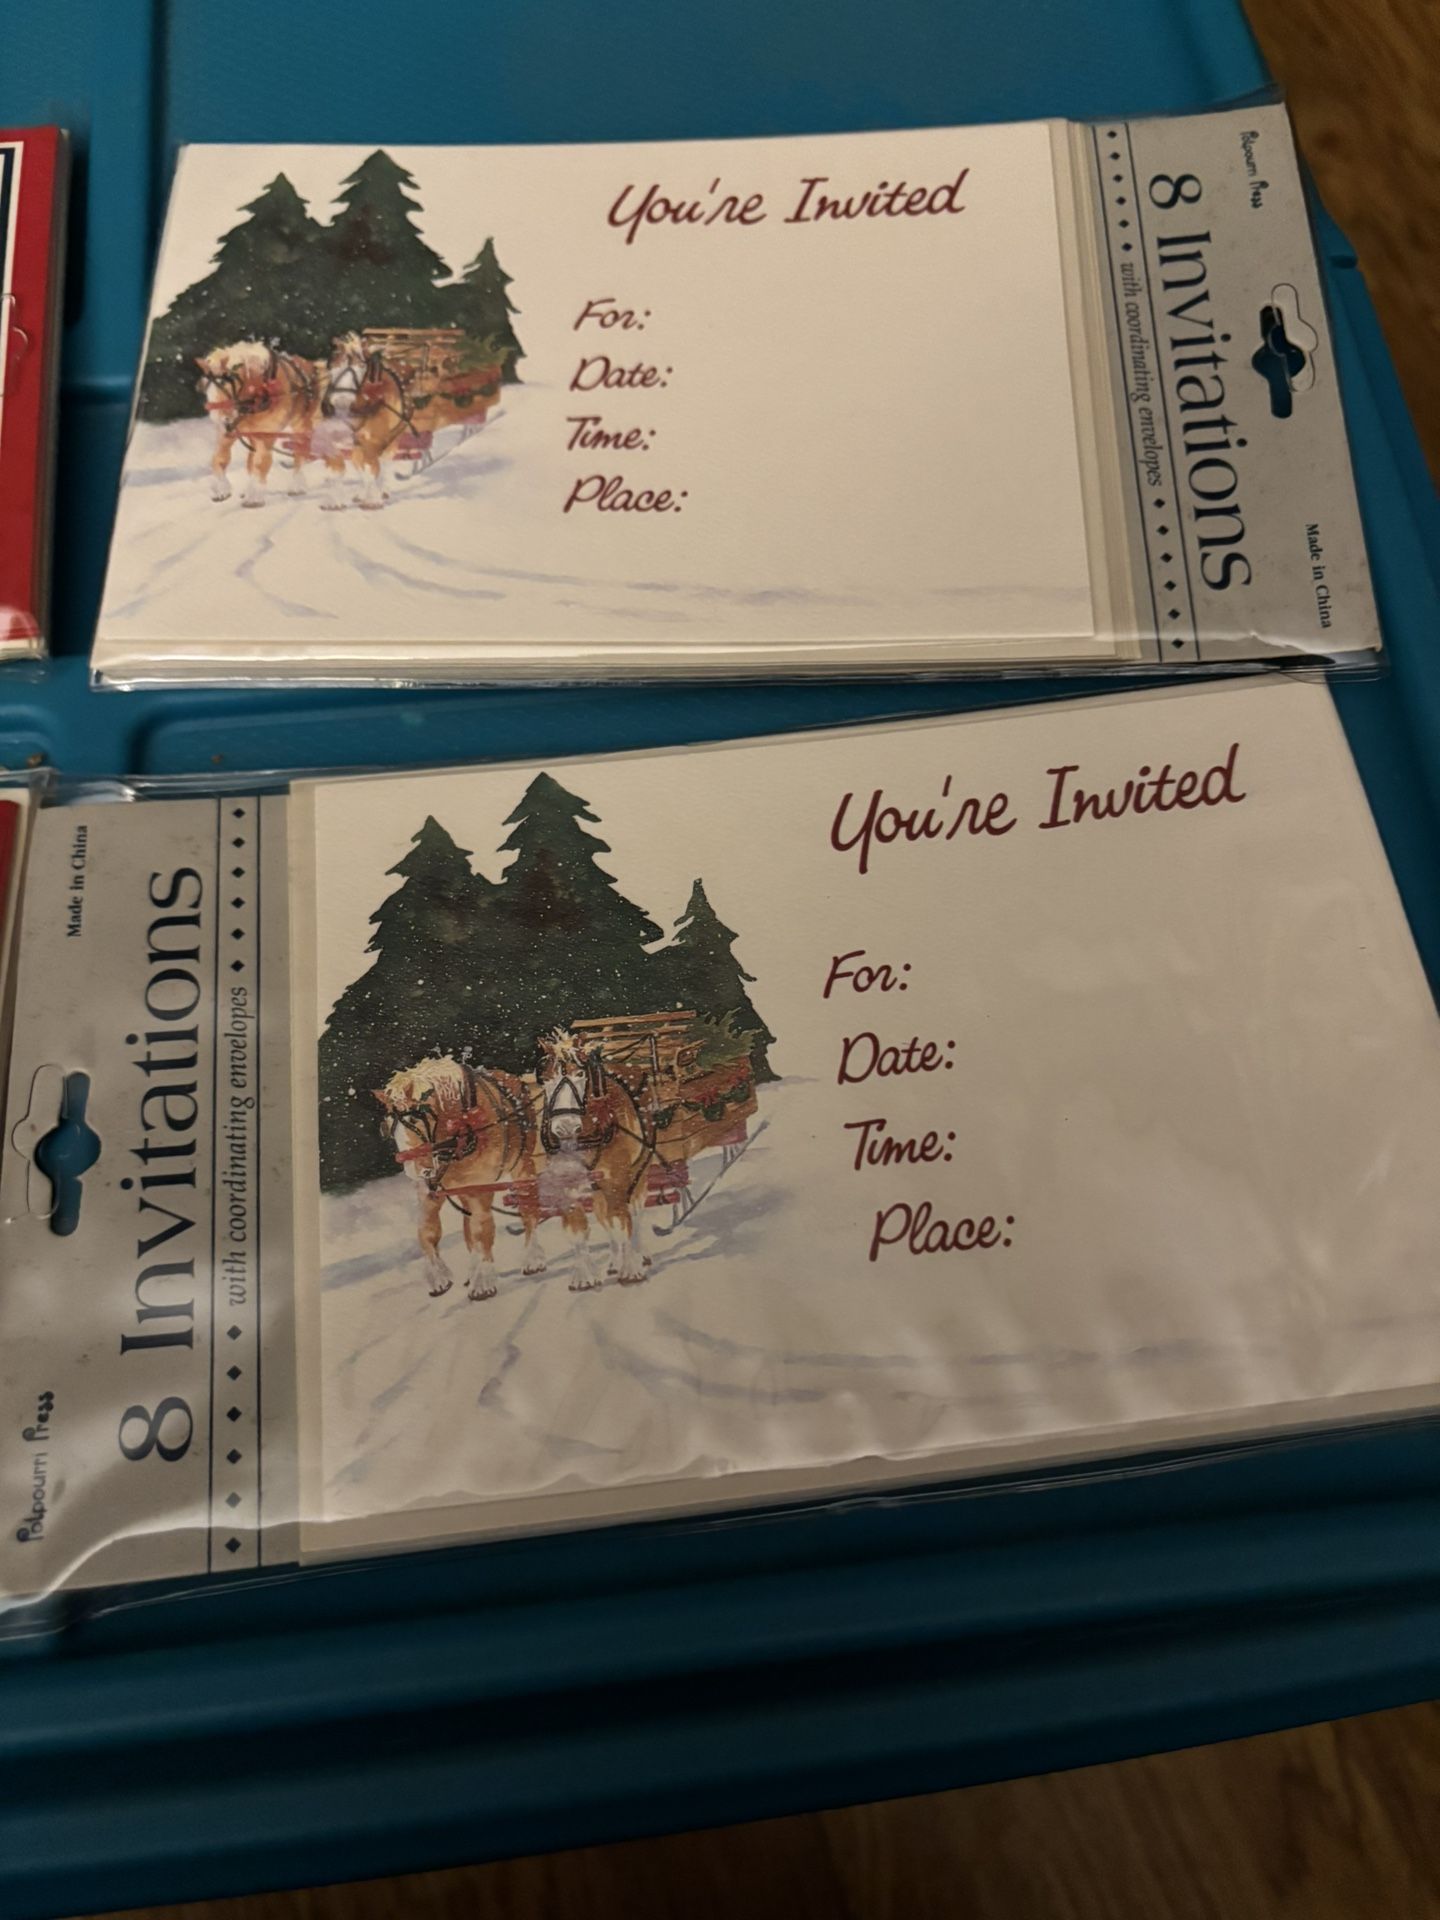 You're Invited
For:
Date:
Time:
Place:
8 Invitations
with coordinating envelopes
Potpourri Press
Made in China
You're Invited
For:
Date:
Time:
Place:
8 Invitations
with coordinating envelopes
Potpourri Press
Made in China